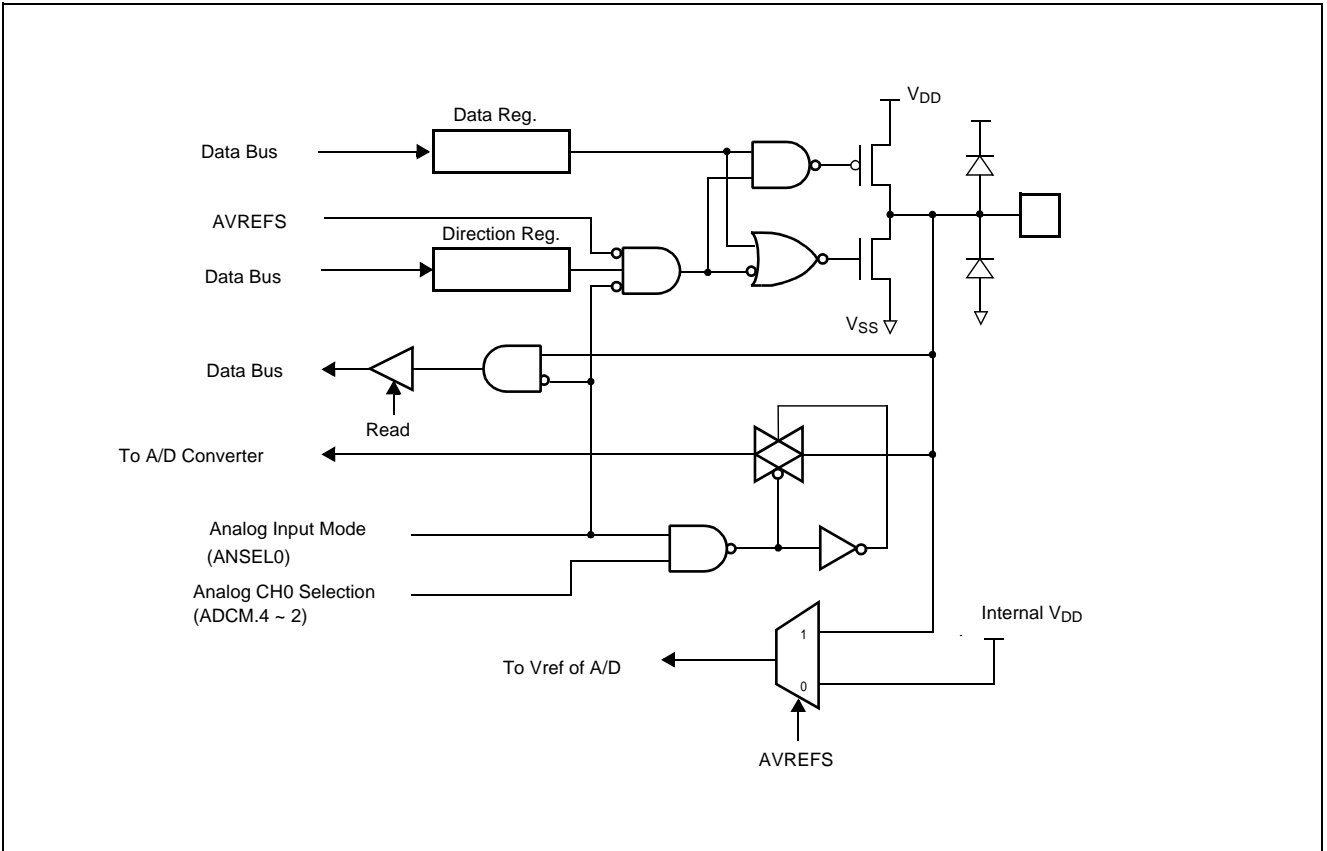 VDD
Data Reg.
Data Bus
AVREFS
Direction Reg.
Data Bus
VSS
Data Bus
Read
To A/D Converter
Analog Input Mode
(ANSEL0)
Analog CH0 Selection
(ADCM.4 ~ 2)
Internal VDD
1
To Vref of A/D
0
AVREFS